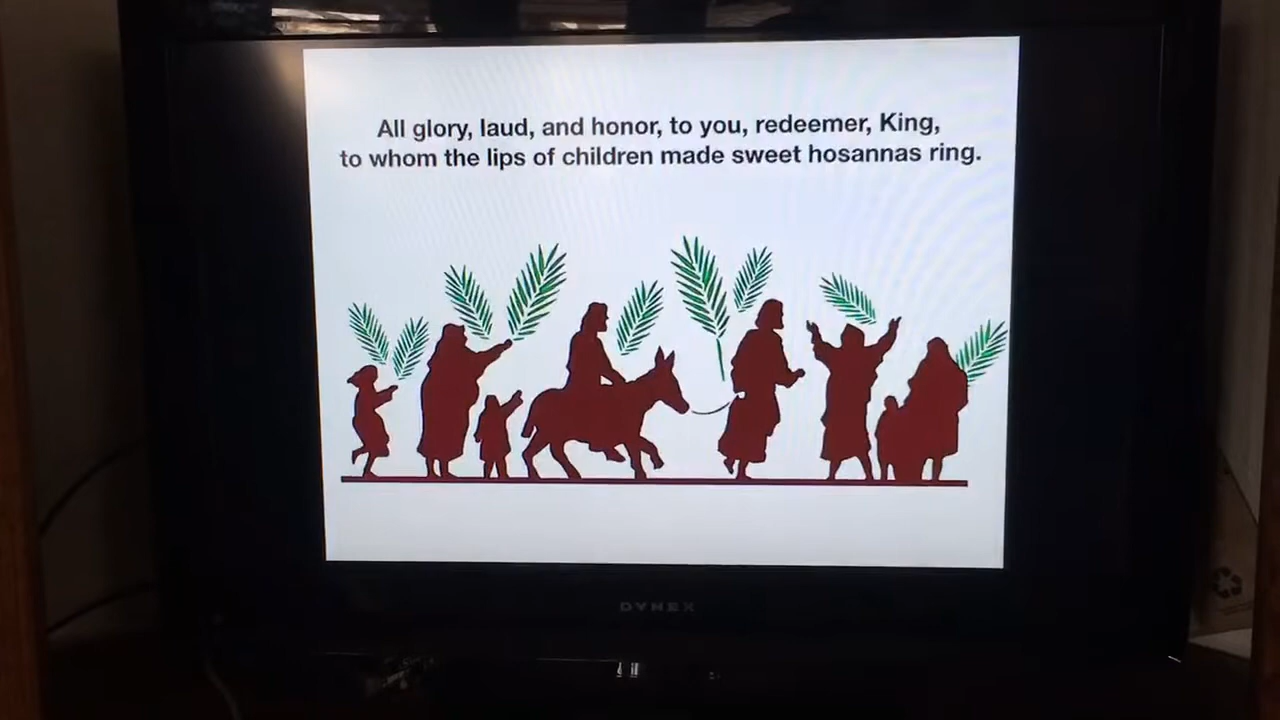 All glory, laud, and honor, to you, redeemer, King,
to whom the lips of children made sweet hosannas ring.
DYNEX